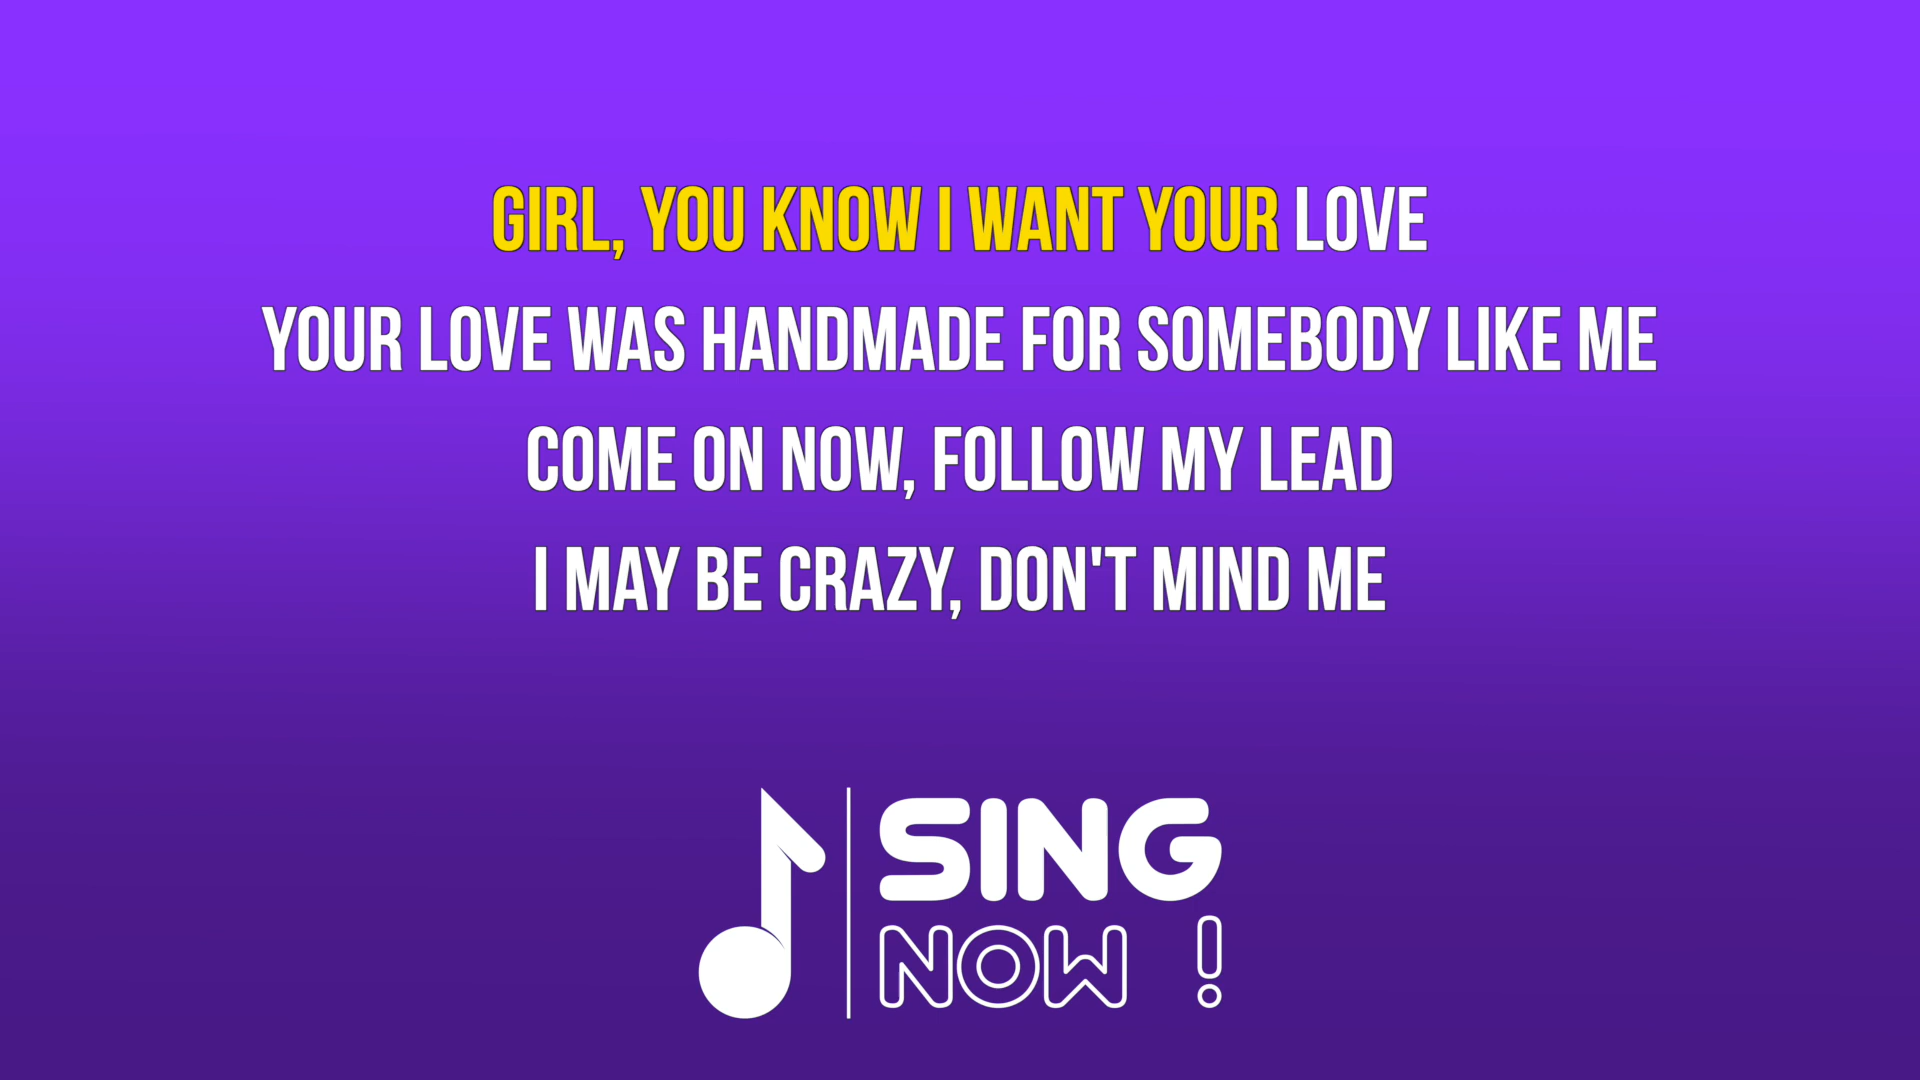 GIRL, YOU KNOW I WANT YOUR LOVE
YOUR LOVE WAS HANDMADE FOR SOMEBODY LIKE ME
COME ON NOW, FOLLOW MY LEAD
I MAY BE CRAZY, DON'T MIND ME
SING
NOW !